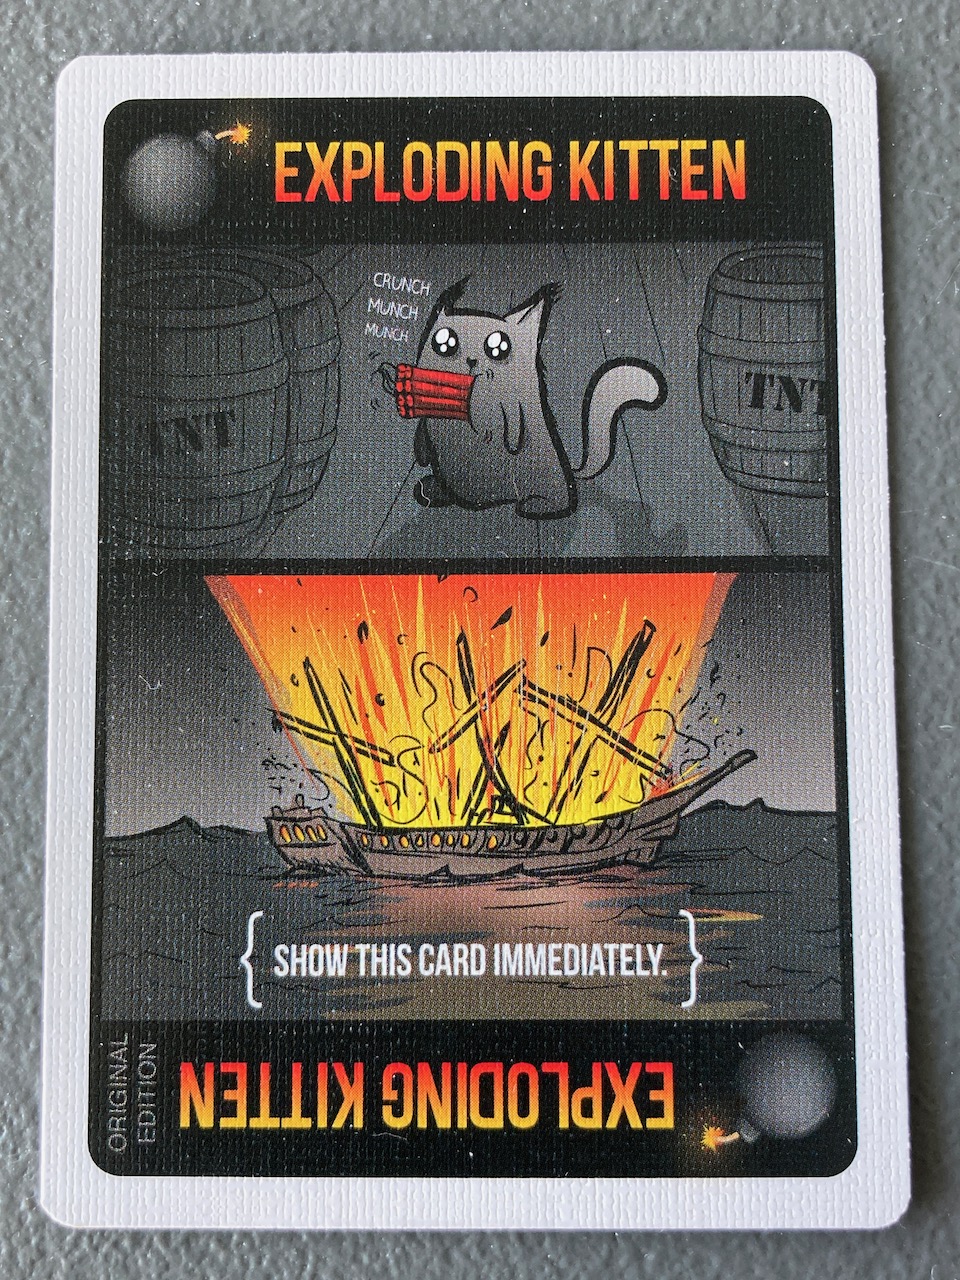 EXPLODING KITTEN
CRUNCH
MUNCH
MUNCH
TNT
TNT
{ SHOW THIS CARD IMMEDIATELY. }
ORIGINAL
EDITION
EXPLODING KITTEN